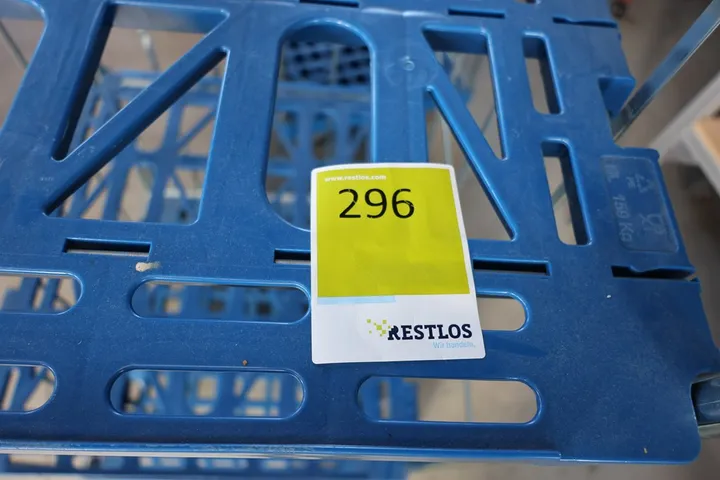 www.restlos.com
296
RESTLOS
Wir handeln.
150 KG